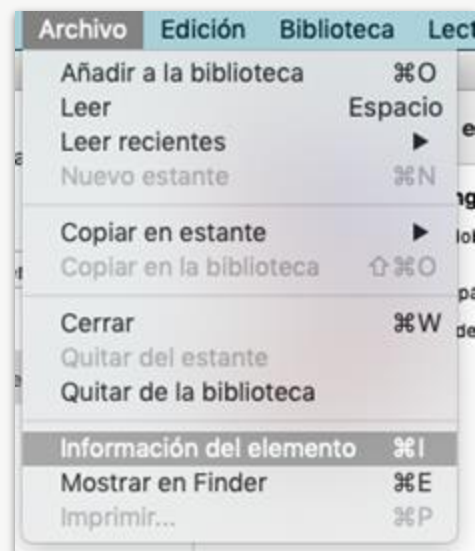 Archivo Edición Biblioteca Lect
Añadir a la biblioteca ⌘O
Leer Espacio
Leer recientes ▶
Nuevo estante ⌘N
Copiar en estante ▶
Copiar en la biblioteca ⇧⌘O
Cerrar ⌘W
Quitar del estante
Quitar de la biblioteca
Información del elemento ⌘I
Mostrar en Finder ⌘E
Imprimir... ⌘P